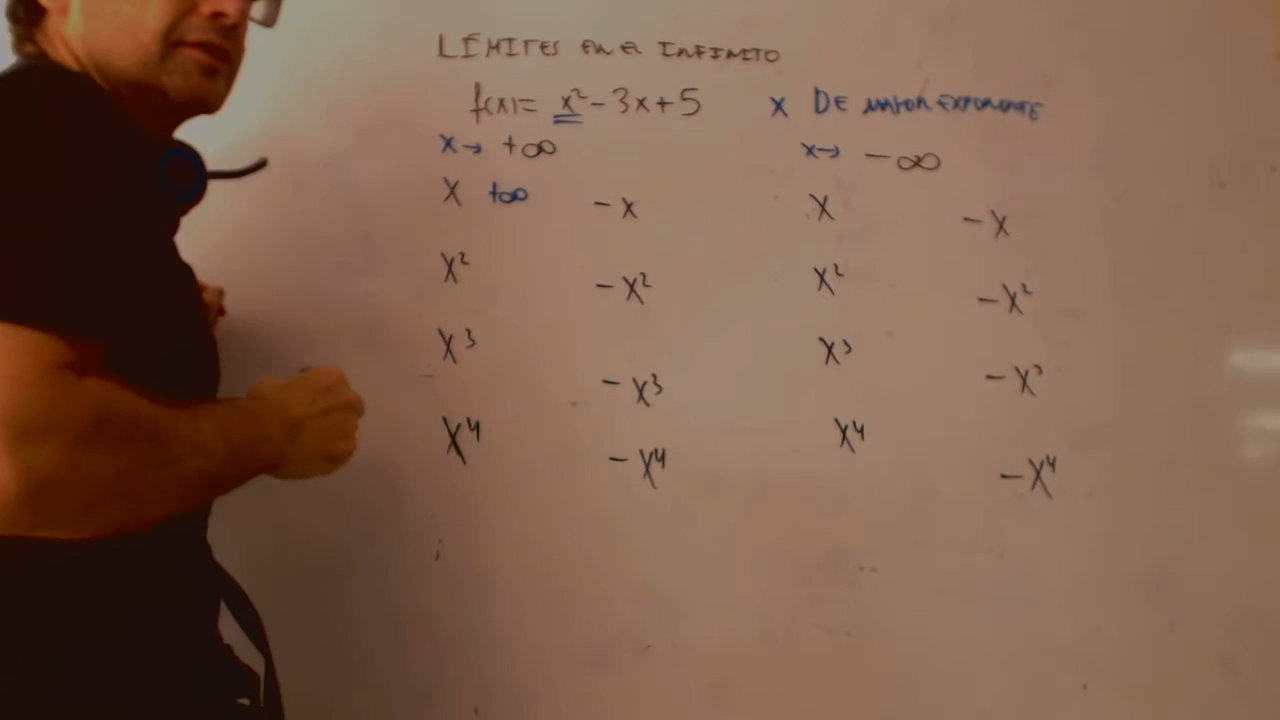 LÍMITES EN EL INFINITO
f(x)= x² - 3x + 5 x DE MAYOR EXPONENTE
x→ +∞ x→ -∞
x +∞ -x x -x
x² -x² x² -x²
x³ -x³ x³ -x³
x⁴ -x⁴ x⁴ -x⁴